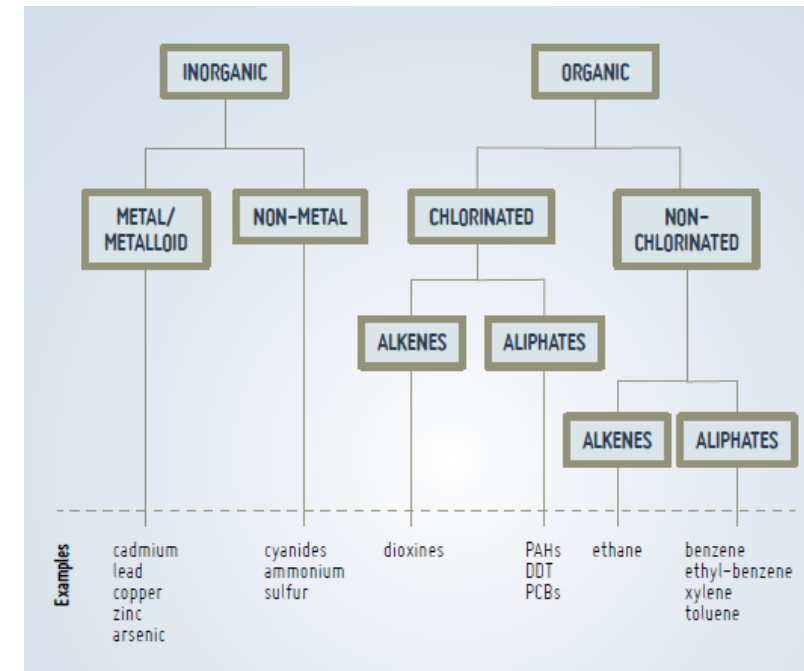 INORGANIC
ORGANIC
METAL/
METALLOID
NON-METAL
CHLORINATED
NON-
CHLORINATED
ALKENES
ALIPHATES
ALKENES
ALIPHATES
Examples
cadmium
lead
copper
zinc
arsenic
cyanides
ammonium
sulfur
dioxines
PAHs
DDT
PCBs
ethane
benzene
ethyl-benzene
xylene
toluene